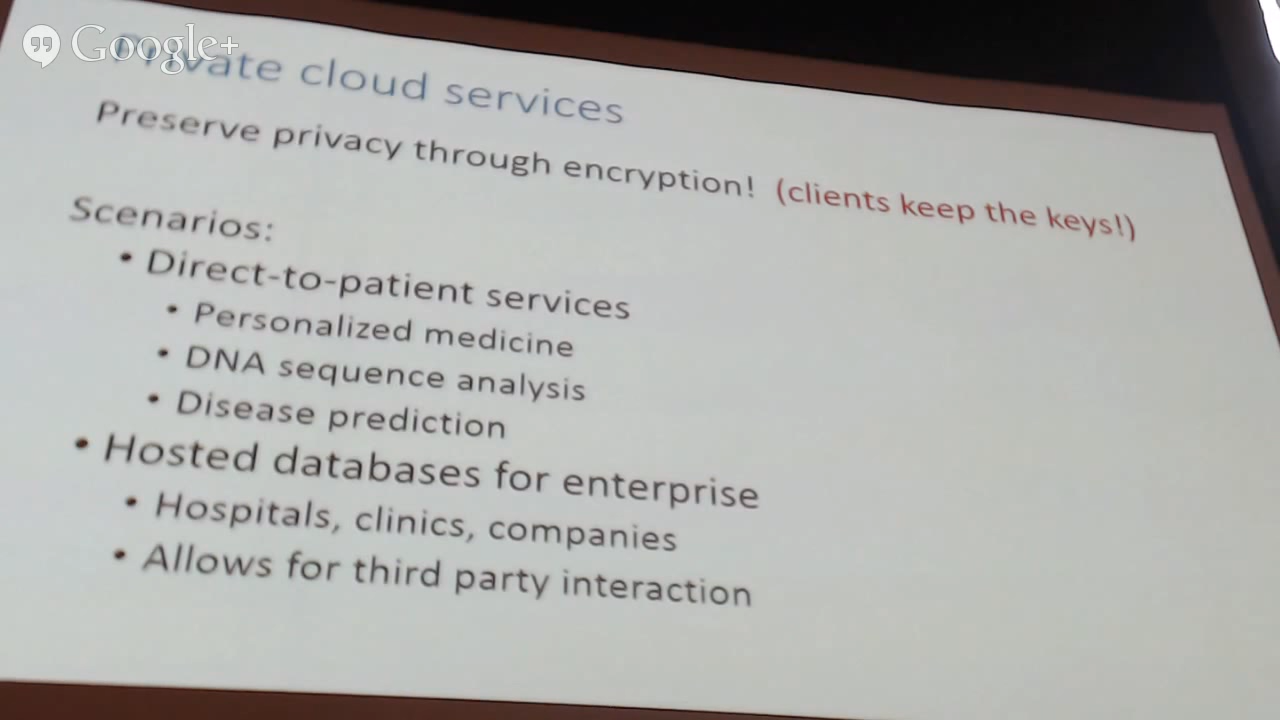 Google+
Private cloud services
Preserve privacy through encryption! (clients keep the keys!)
Scenarios:
• Direct-to-patient services
• Personalized medicine
• DNA sequence analysis
• Disease prediction
• Hosted databases for enterprise
• Hospitals, clinics, companies
• Allows for third party interaction